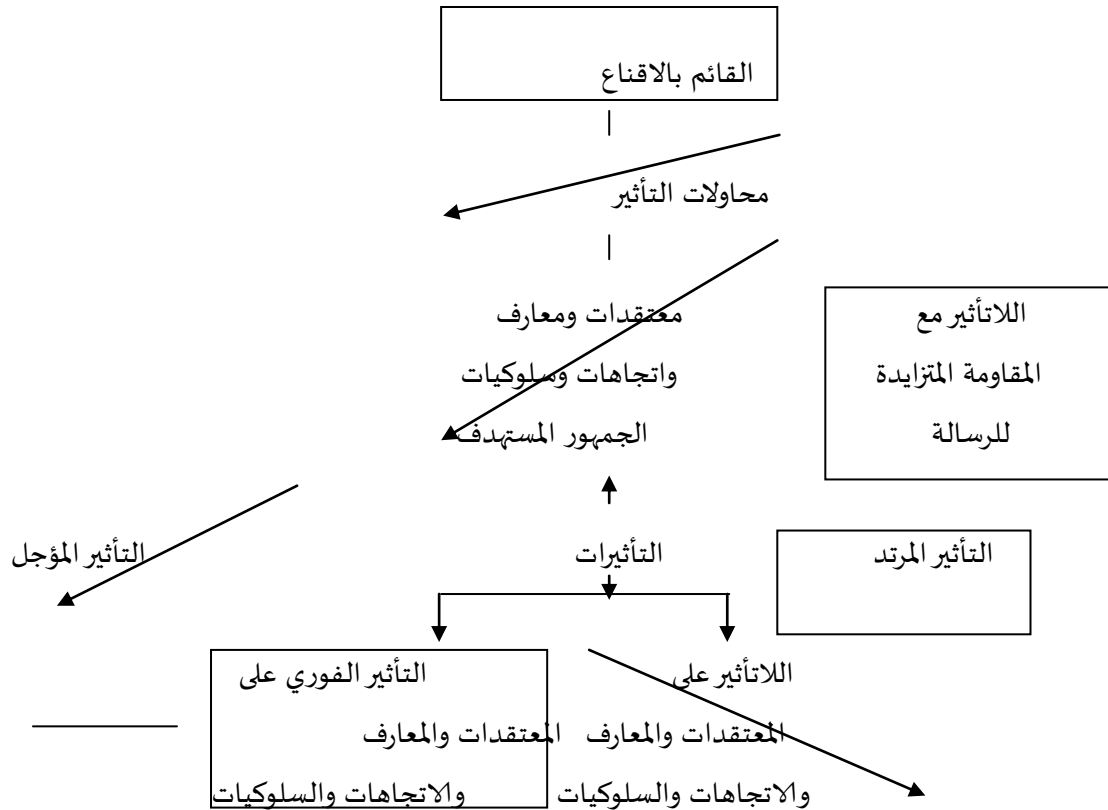 القائم بالاقناع
محاولات التأثير
معتقدات ومعارف
واتجاهات وسلوكيات
الجمهور المستهدف
اللاتأثير مع
المقاومة المتزايدة
للرسالة
التأثير المرتد
التأثيرات
التأثير المؤجل
اللاتأثير على
المعتقدات والمعارف
والاتجاهات والسلوكيات
التأثير الفوري على
المعتقدات والمعارف
والاتجاهات والسلوكيات